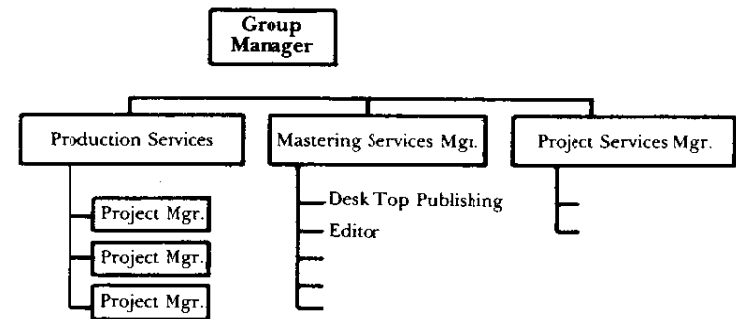 Group
Manager
Production Services
Mastering Services Mgr.
Project Services Mgr.
Project Mgr.
Project Mgr.
Project Mgr.
Desk Top Publishing
Editor